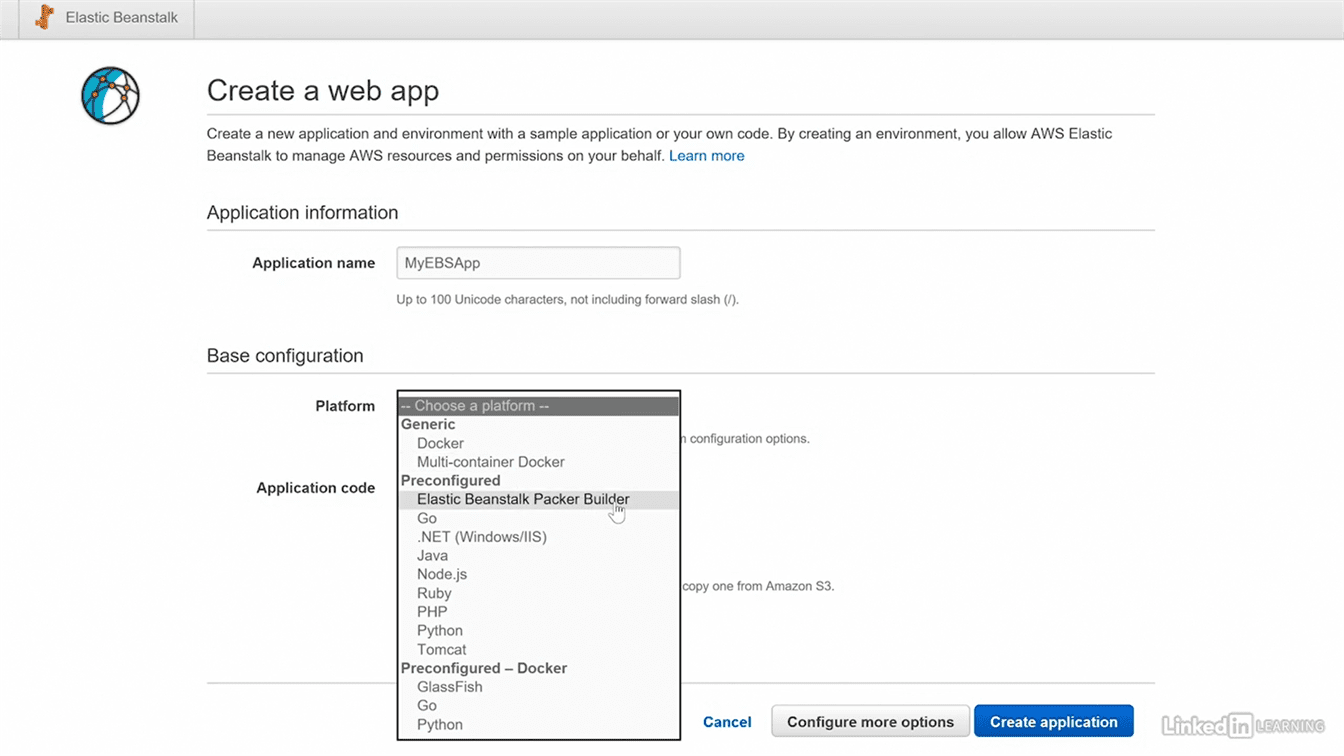 Elastic Beanstalk
Create a web app
Create a new application and environment with a sample application or your own code. By creating an environment, you allow AWS Elastic
Beanstalk to manage AWS resources and permissions on your behalf. Learn more
Application information
Application name
MyEBSApp
Up to 100 Unicode characters, not including forward slash (/).
Base configuration
Platform
-- Choose a platform --
Generic
Docker
configuration options.
Multi-container Docker
Preconfigured
Application code
Elastic Beanstalk Packer Builder
Go
.NET (Windows/IIS)
Java
Node.js
copy one from Amazon S3.
Ruby
PHP
Python
Tomcat
Preconfigured – Docker
GlassFish
Go
Python
Cancel
Configure more options
Create application
LinkedIn LEARNING